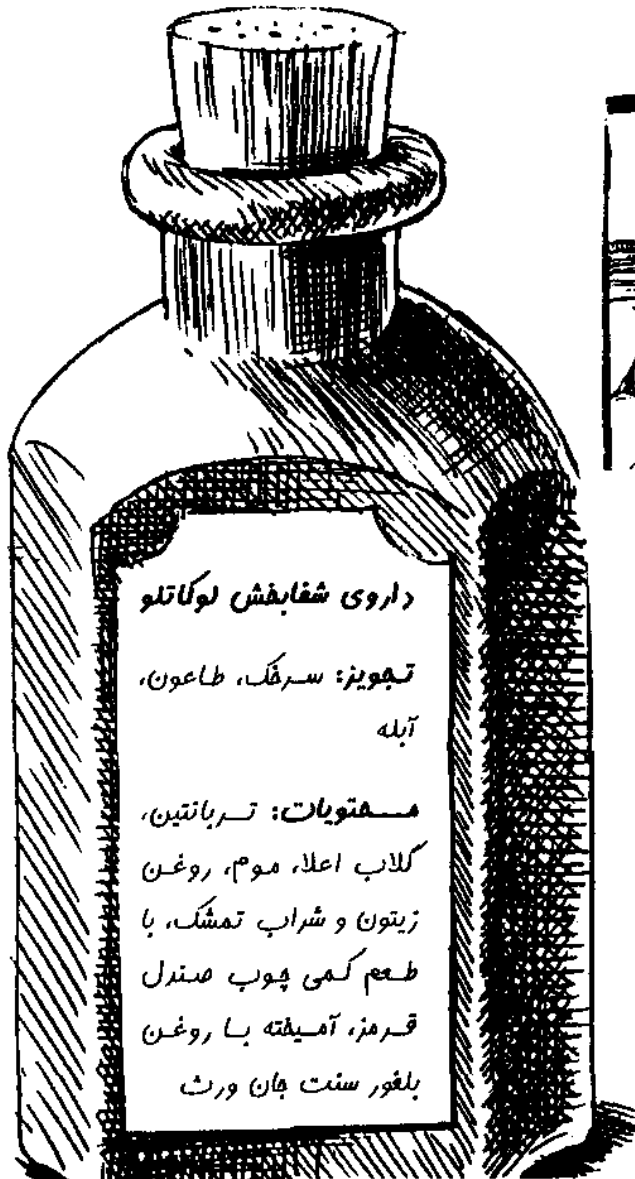 داروی شفابخش لوکاتلو
تجویز: سرخک، طاعون،
آبله
محتویات: تربانتین،
گلاب اعلا، موم، روغن
زیتون و شراب تمشک، با
طعم کمی چوب صندل
قرمز، آمیخته با روغن
بلغور سنت جان ورث